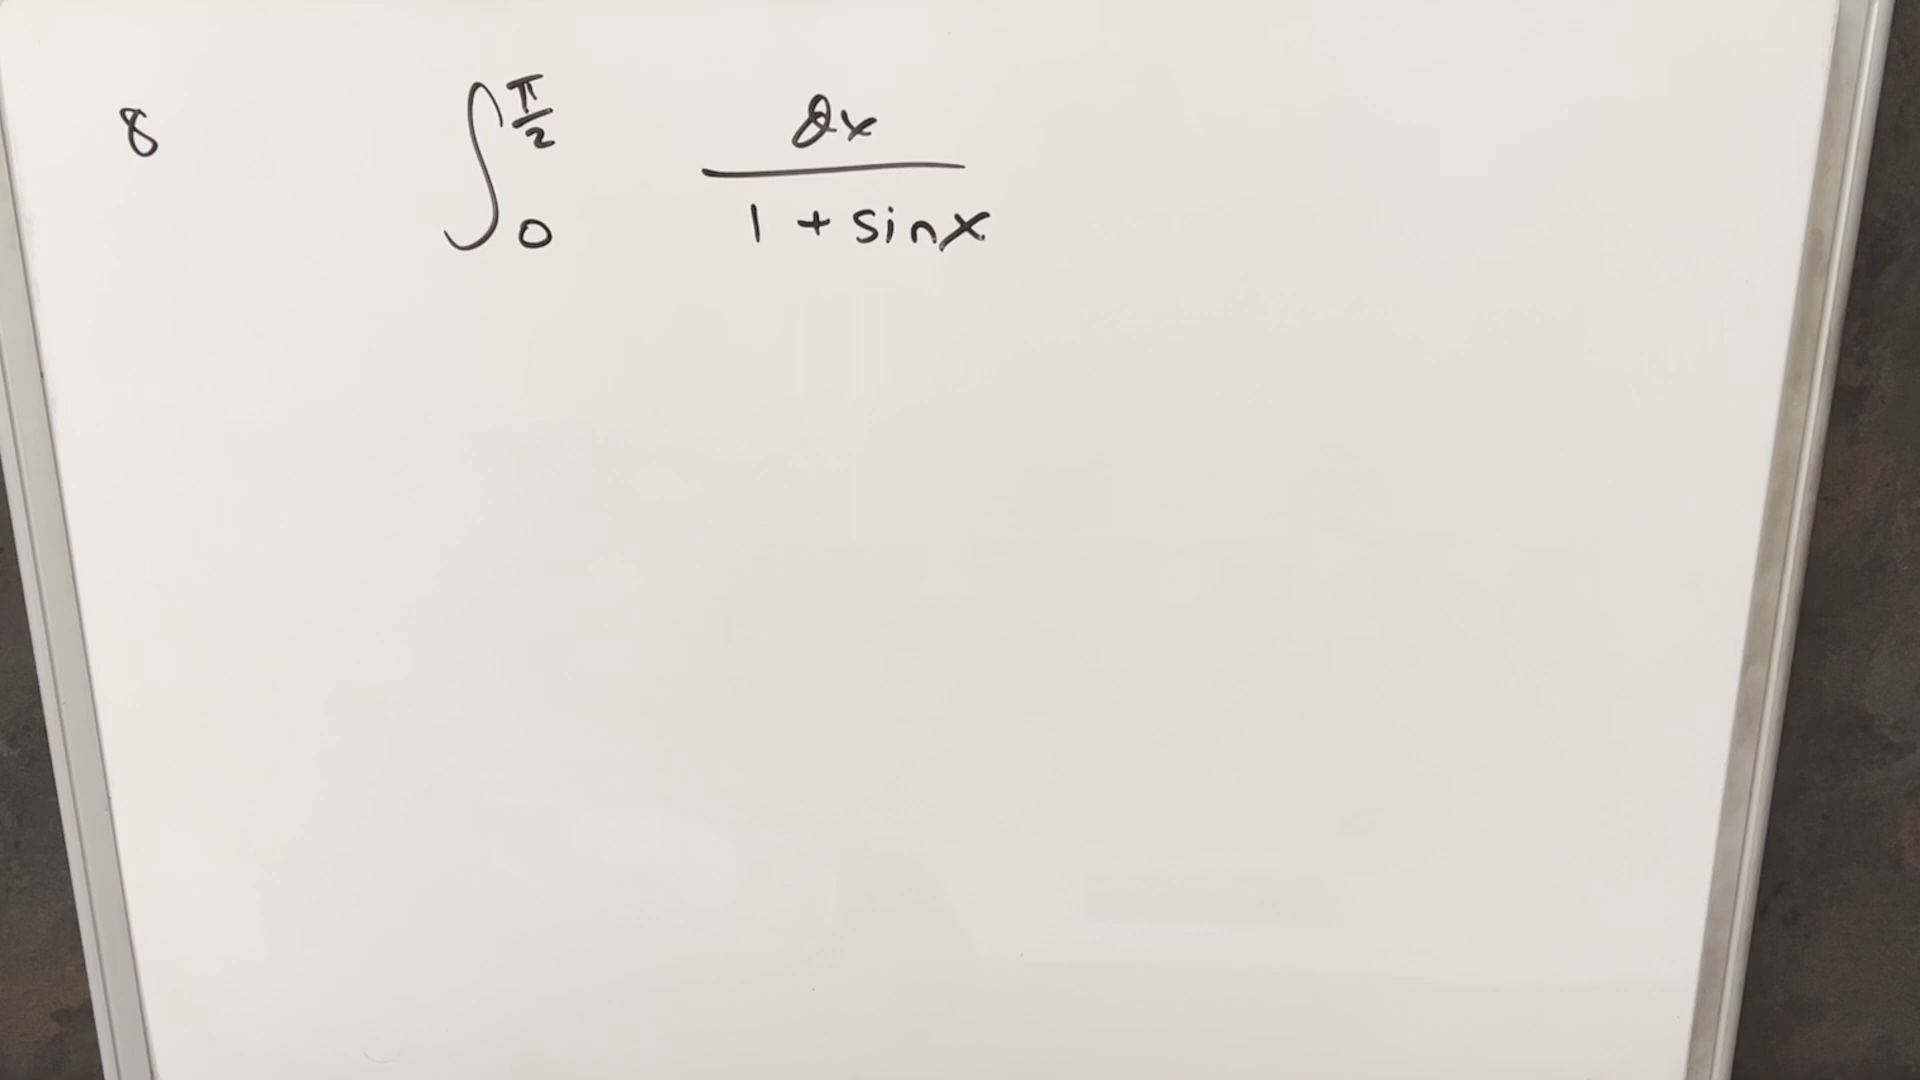 8 ∫₀^{π/2} dx / (1 + sinx)